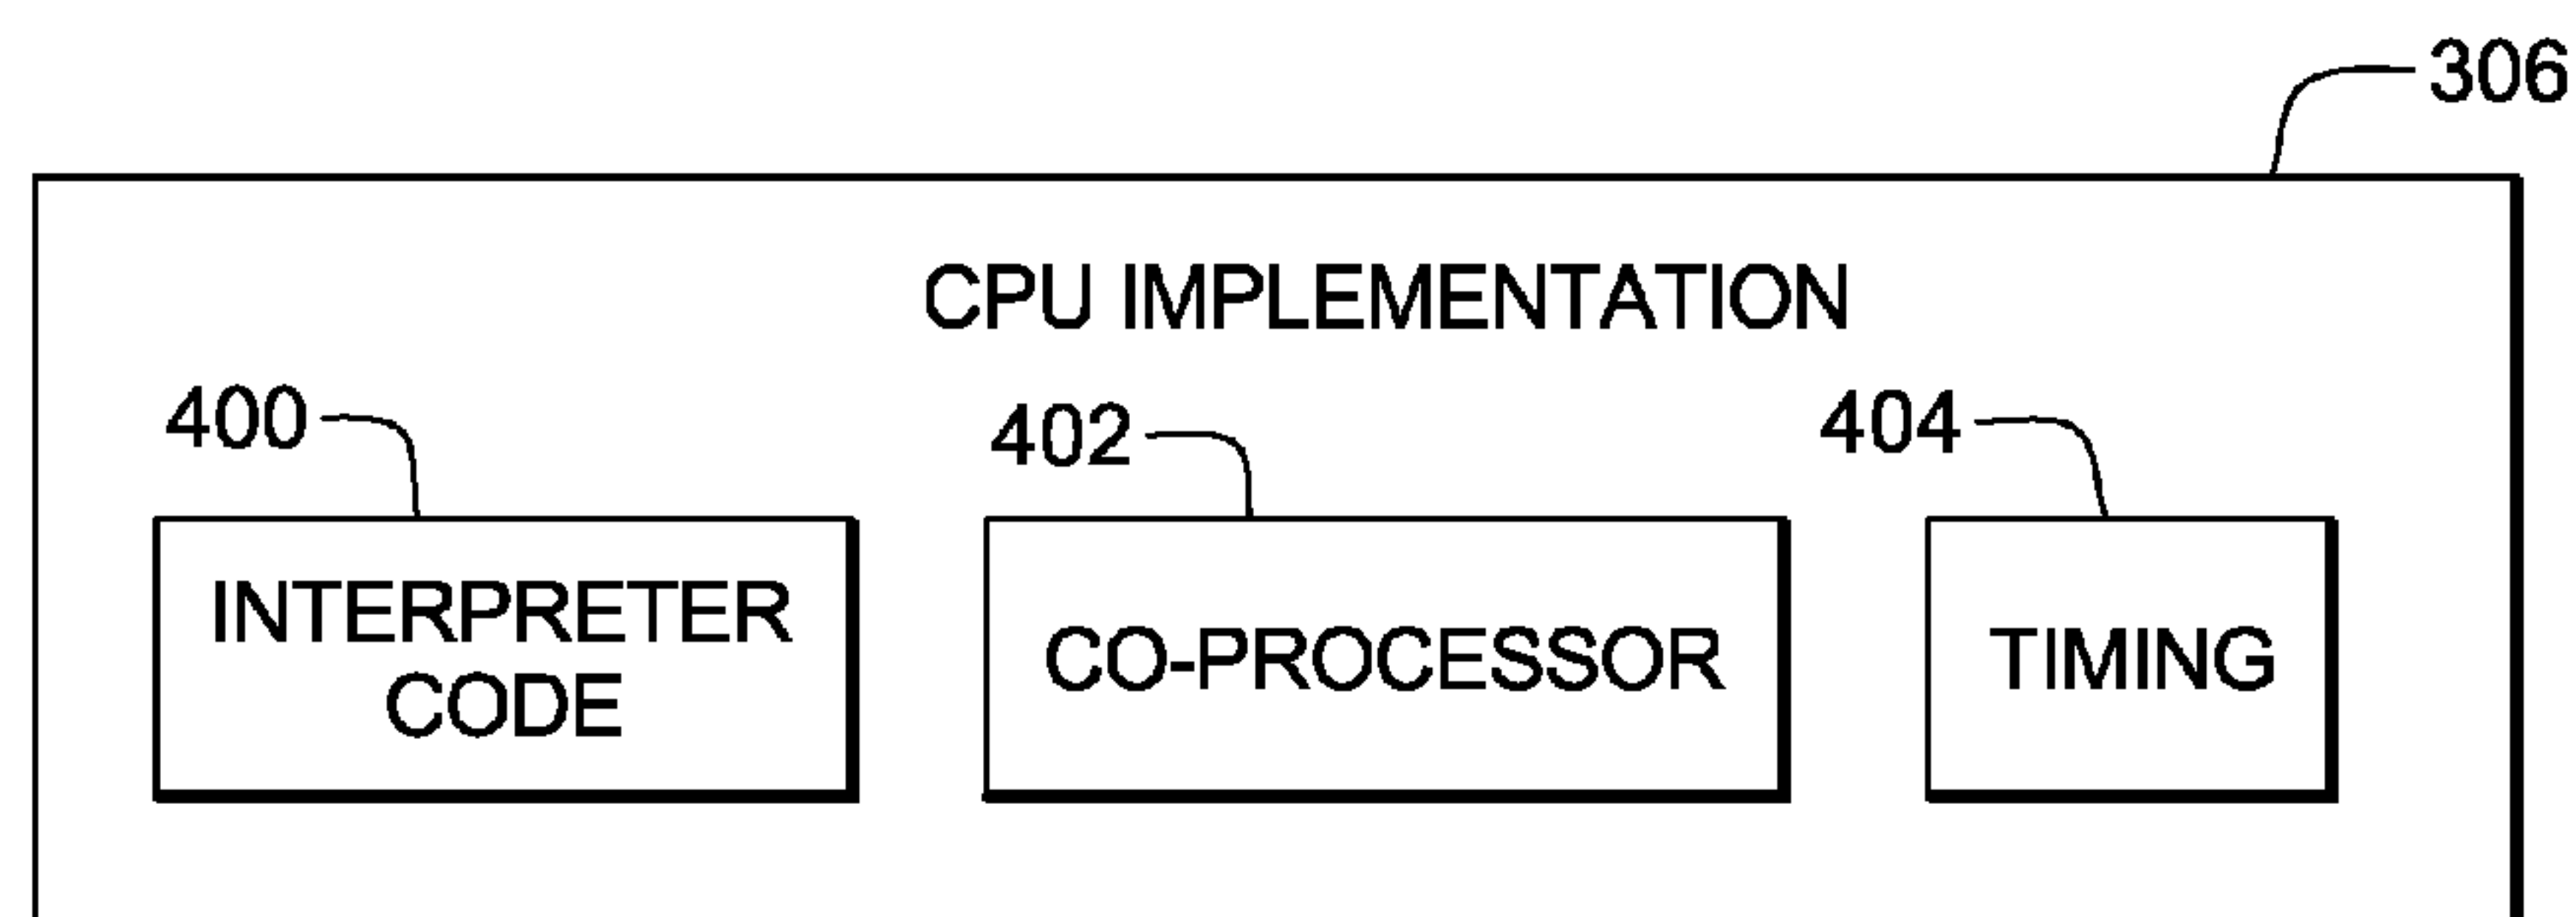 306
CPU IMPLEMENTATION
400
402
404
INTERPRETER
CODE
CO-PROCESSOR
TIMING